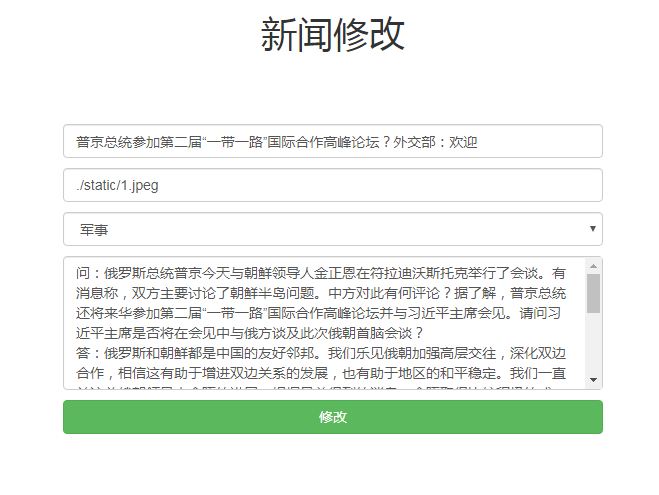 新闻修改
普京总统参加第二届“一带一路”国际合作高峰论坛？外交部：欢迎
./static/1.jpeg
军事
问：俄罗斯总统普京今天与朝鲜领导人金正恩在符拉迪沃斯托克举行了会谈。有
消息称，双方主要讨论了朝鲜半岛问题。中方对此有何评论？据了解，普京总统
还将来华参加第二届“一带一路”国际合作高峰论坛并与习近平主席会见。请问习
近平主席是否将在会见中与俄方谈及此次俄朝首脑会谈？
答：俄罗斯和朝鲜都是中国的友好邻邦。我们乐见俄朝加强高层交往，深化双边
合作，相信这有助于增进双边关系的发展，也有助于地区的和平稳定。我们一直
修改